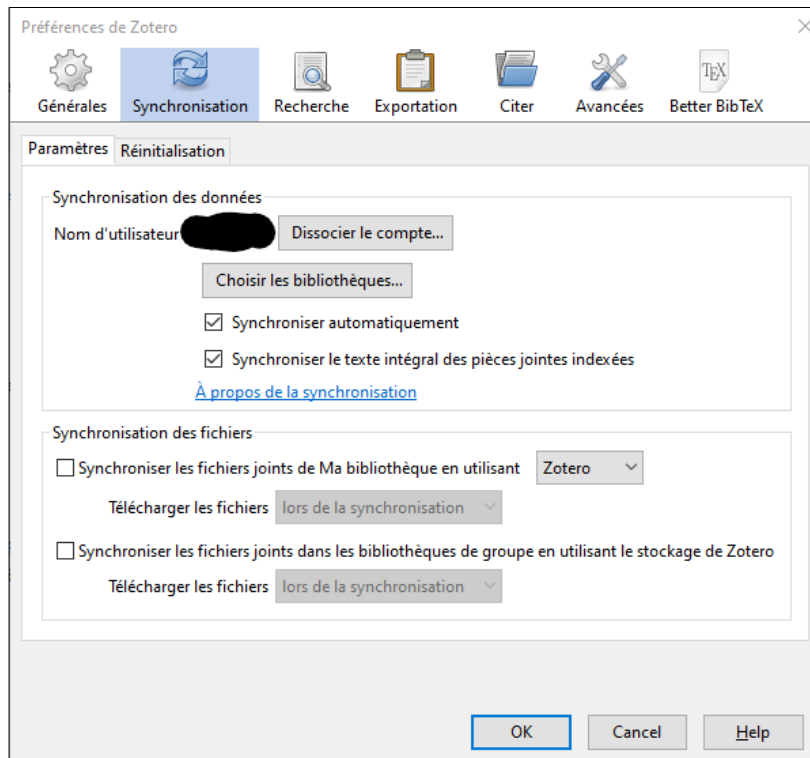 Préférences de Zotero
Générales Synchronisation Recherche Exportation Citer Avancées Better BibTeX
TEX
Paramètres Réinitialisation
Synchronisation des données
Nom d'utilisateur Dissocier le compte...
Choisir les bibliothèques...
Synchroniser automatiquement
Synchroniser le texte intégral des pièces jointes indexées
À propos de la synchronisation
Synchronisation des fichiers
Synchroniser les fichiers joints de Ma bibliothèque en utilisant Zotero
Télécharger les fichiers lors de la synchronisation
Synchroniser les fichiers joints dans les bibliothèques de groupe en utilisant le stockage de Zotero
Télécharger les fichiers lors de la synchronisation
OK Cancel Help